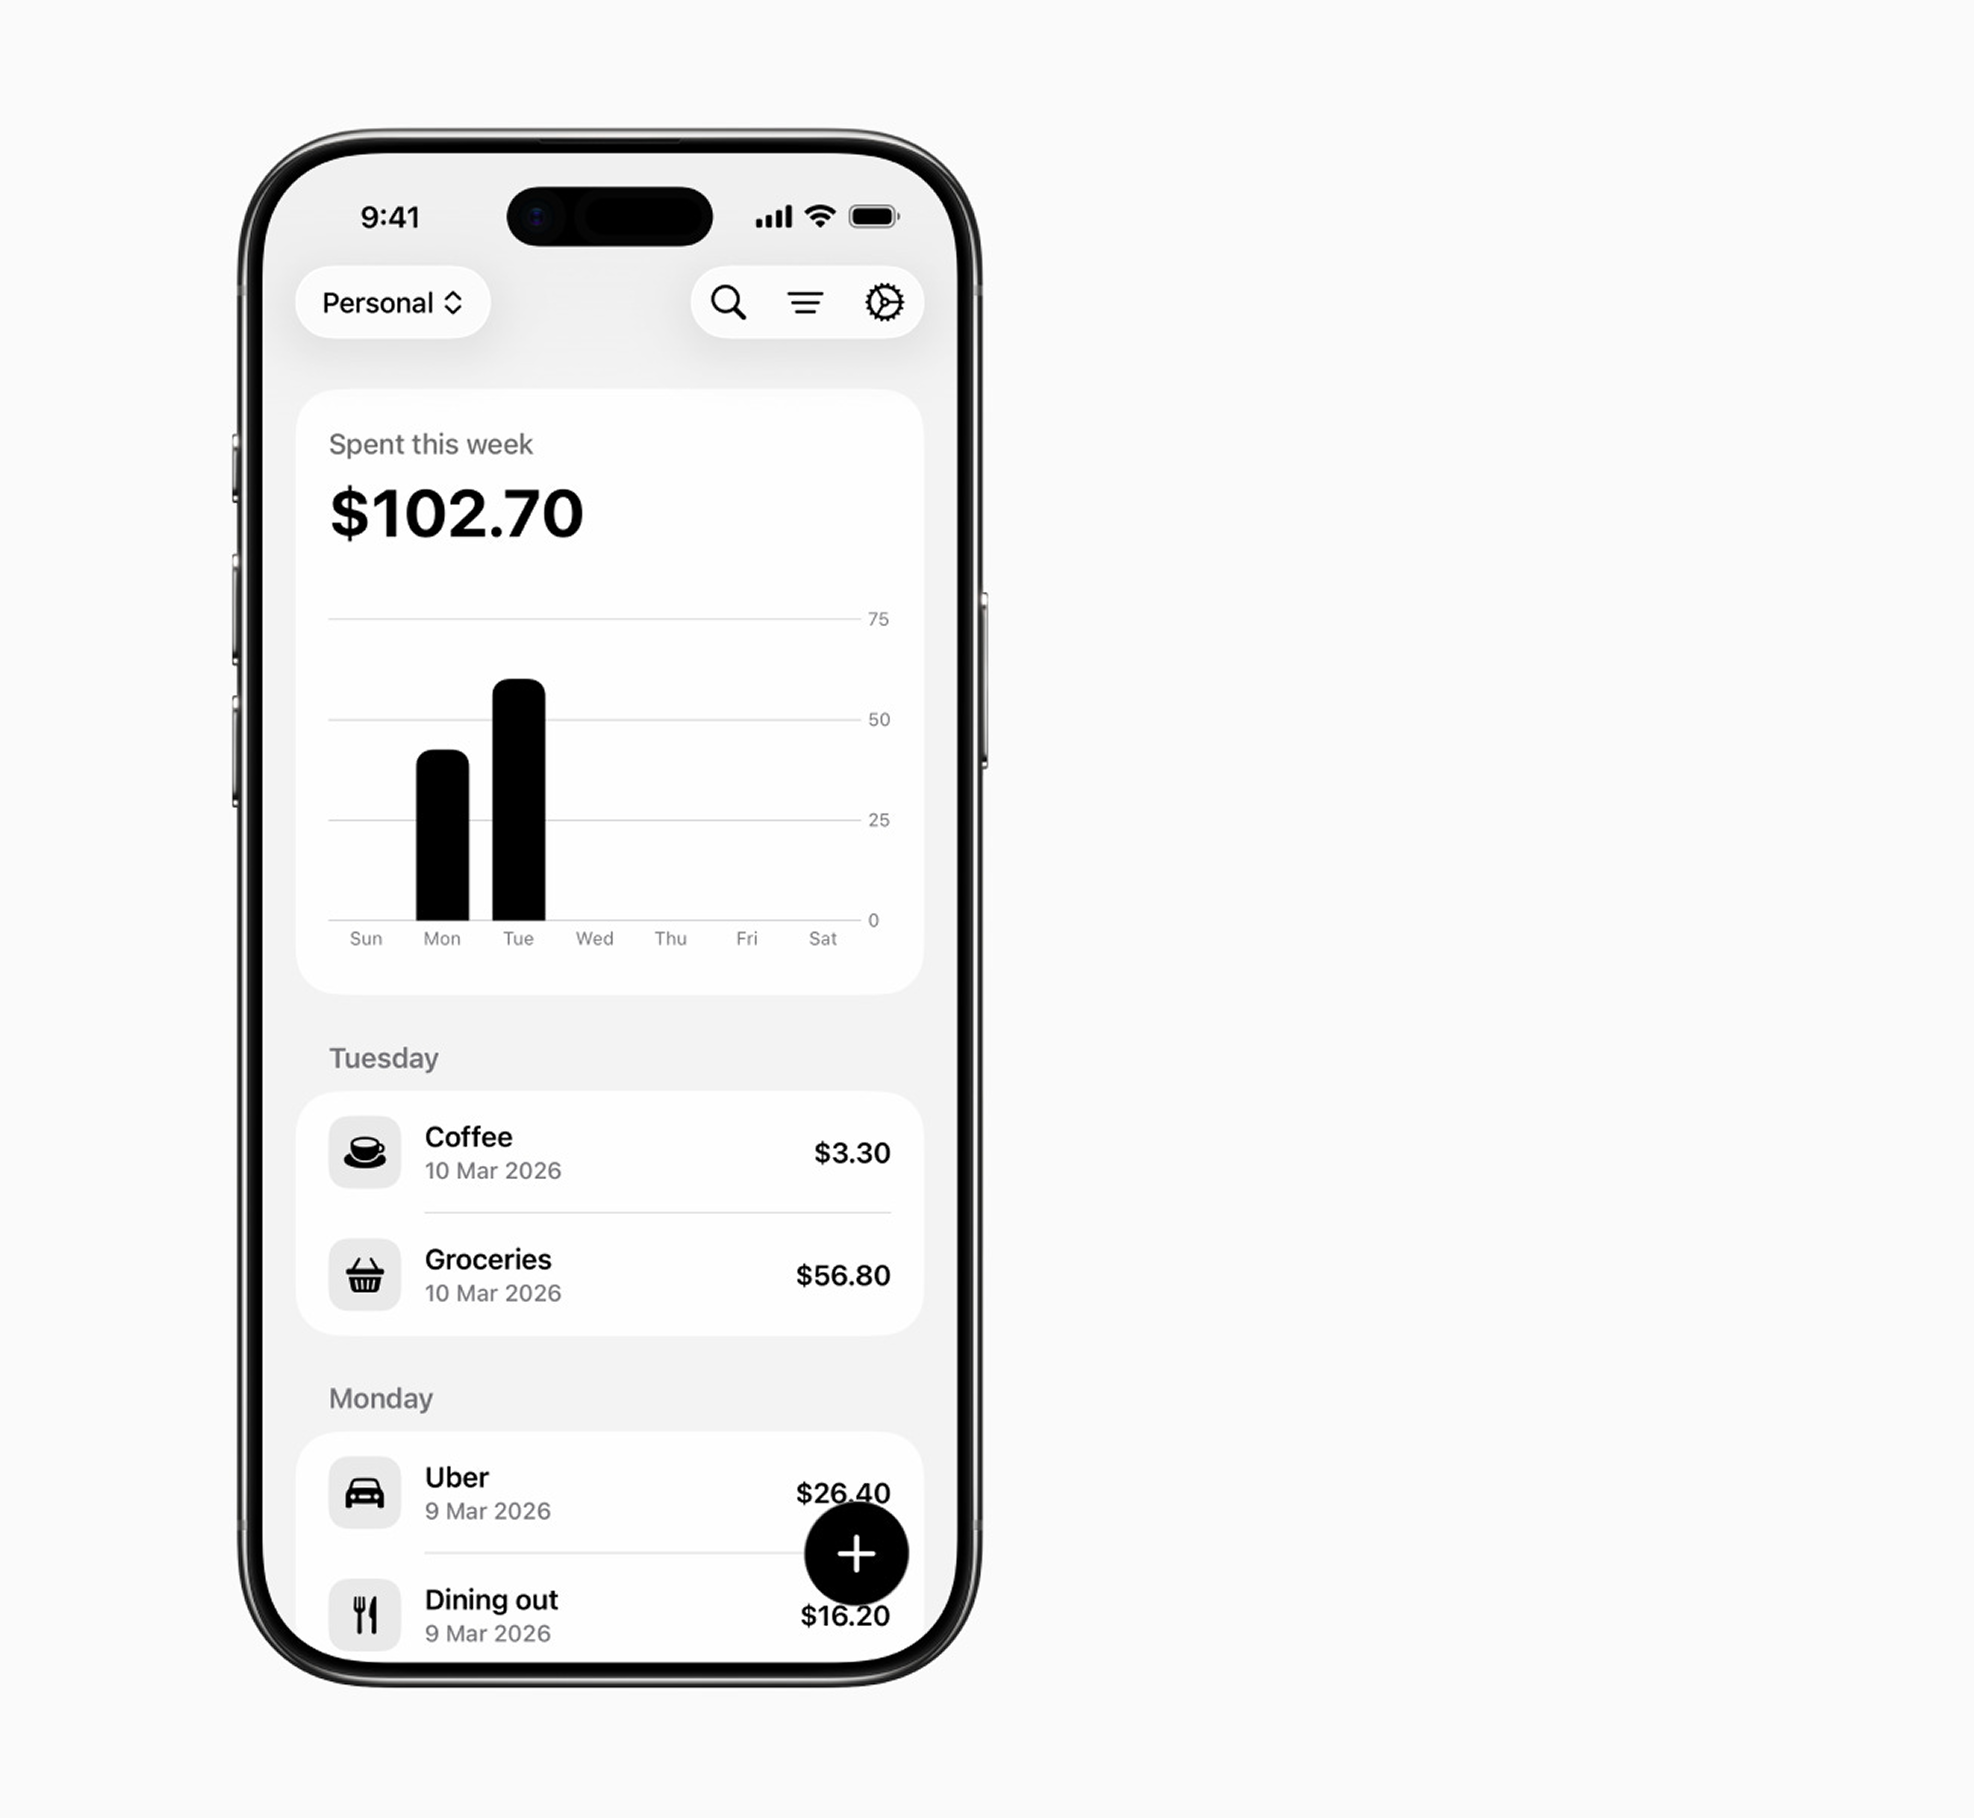 9:41
Personal
Spent this week
$102.70
75
50
25
0
Sun Mon Tue Wed Thu Fri Sat
Tuesday
Coffee
10 Mar 2026
$3.30
Groceries
10 Mar 2026
$56.80
Monday
Uber
9 Mar 2026
$26.40
Dining out
9 Mar 2026
$16.20